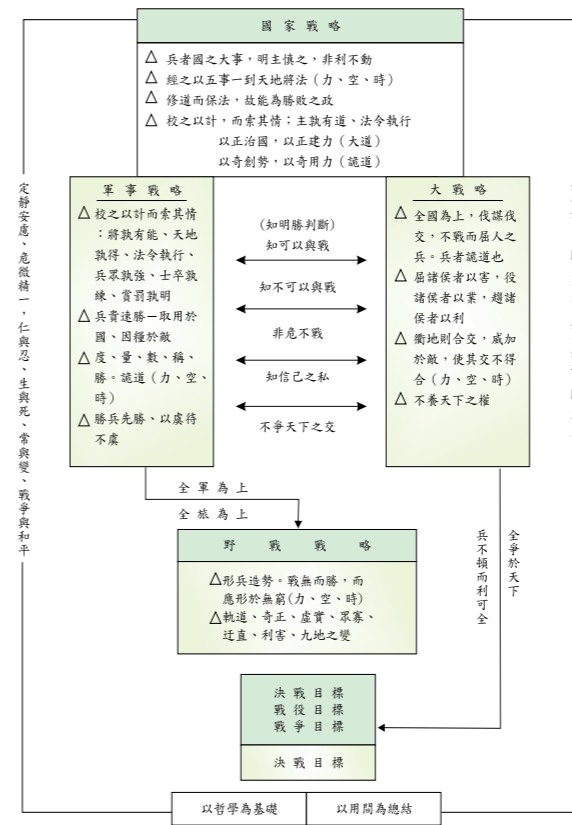 國家戰略
△ 兵者國之大事，明主慎之，非利不動
△ 經之以五事一到天地將法(力、空、時)
△ 修道而保法，故能為勝敗之政
△ 校之以計，而索其情；主孰有道、法令執行
以正治國，以正建力(大道)
以奇創勢，以奇用力(詭道)
軍事戰略
△ 校之以計而索其情
：將孰有能、天地
孰得、法令執行、
兵眾孰強、士卒孰
練、賞罰孰明
△ 兵貴速勝－取用於
國、因糧於敵
△ 度、量、數、稱、
勝。詭道(力、空、
時)
△ 勝兵先勝、以虞待
不虞
(知明勝判斷)
知可以與戰
知不可以與戰
非危不戰
知信己之私
不爭天下之交
大戰略
△ 全國為上，伐謀伐
交，不戰而屈人之
兵。兵者詭道也
△ 屈諸侯者以害，役
諸侯者以業，趨諸
侯者以利
△ 衢地則合交，威加
於敵，使其交不得
合(力、空、時)
△ 不養天下之權
定靜安慮、危微精一，仁與忍、生與死、常與變、戰爭與和平
全軍為上
全旅為上
全爭於天下
兵不頓而利可全
野戰戰略
△形兵造勢。戰無而勝，而
應形於無窮(力、空、時)
△軌道、奇正、虛實、眾寡、
迂直、利害、九地之變
決戰目標
戰役目標
戰爭目標
決戰目標
以哲學為基礎
以用間為總結